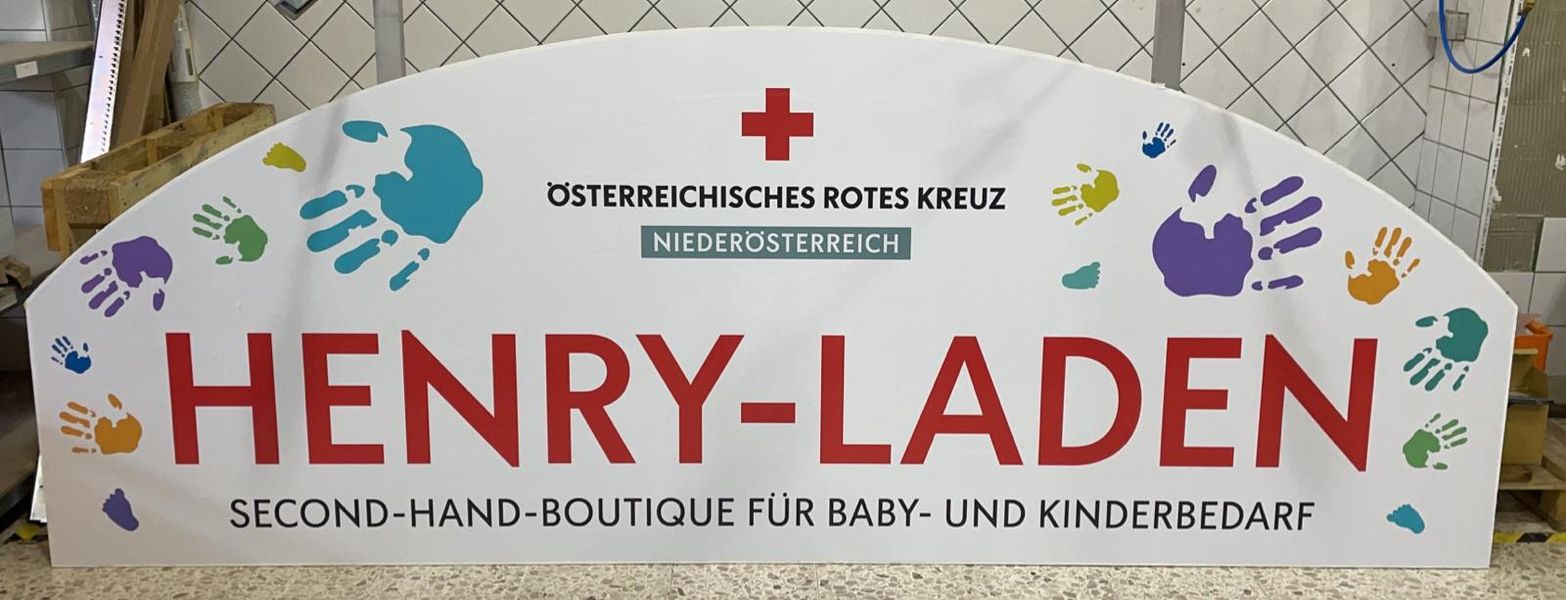 ÖSTERREICHISCHES ROTES KREUZ
NIEDERÖSTERREICH
HENRY-LADEN
SECOND-HAND-BOUTIQUE FÜR BABY- UND KINDERBEDARF